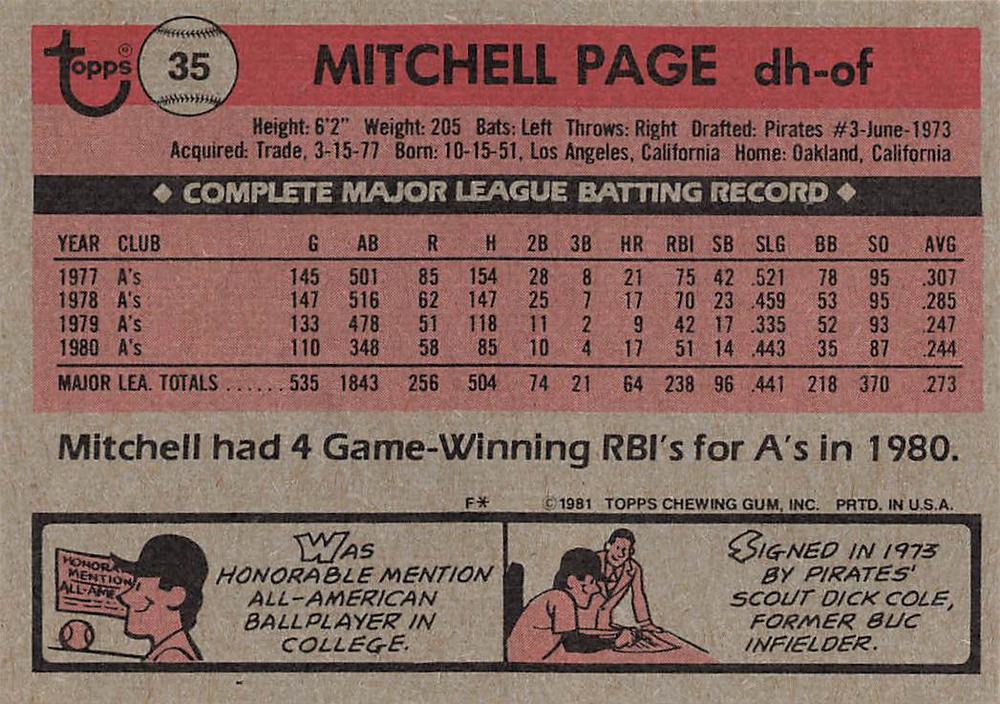 topps® 35 MITCHELL PAGE dh-of
Height: 6'2" Weight: 205 Bats: Left Throws: Right Drafted: Pirates #3-June-1973
Acquired: Trade, 3-15-77 Born: 10-15-51, Los Angeles, California Home: Oakland, California
◆ COMPLETE MAJOR LEAGUE BATTING RECORD ◆
YEAR CLUB G AB R H 2B 3B HR RBI SB SLG BB SO AVG
1977 A's 145 501 85 154 28 8 21 75 42 .521 78 95 .307
1978 A's 147 516 62 147 25 7 17 70 23 .459 53 95 .285
1979 A's 133 478 51 118 11 2 9 42 17 .335 52 93 .247
1980 A's 110 348 58 85 10 4 17 51 14 .443 35 87 .244
MAJOR LEA. TOTALS ...... 535 1843 256 504 74 21 64 238 96 .441 218 370 .273
Mitchell had 4 Game-Winning RBI's for A's in 1980.
F* ©1981 TOPPS CHEWING GUM, INC. PRTD. IN U.S.A.
HONORA
MENTION
ALL-AME
WAS
HONORABLE MENTION
ALL-AMERICAN
BALLPLAYER IN
COLLEGE.
SIGNED IN 1973
BY PIRATES'
SCOUT DICK COLE,
FORMER BUC
INFIELDER.